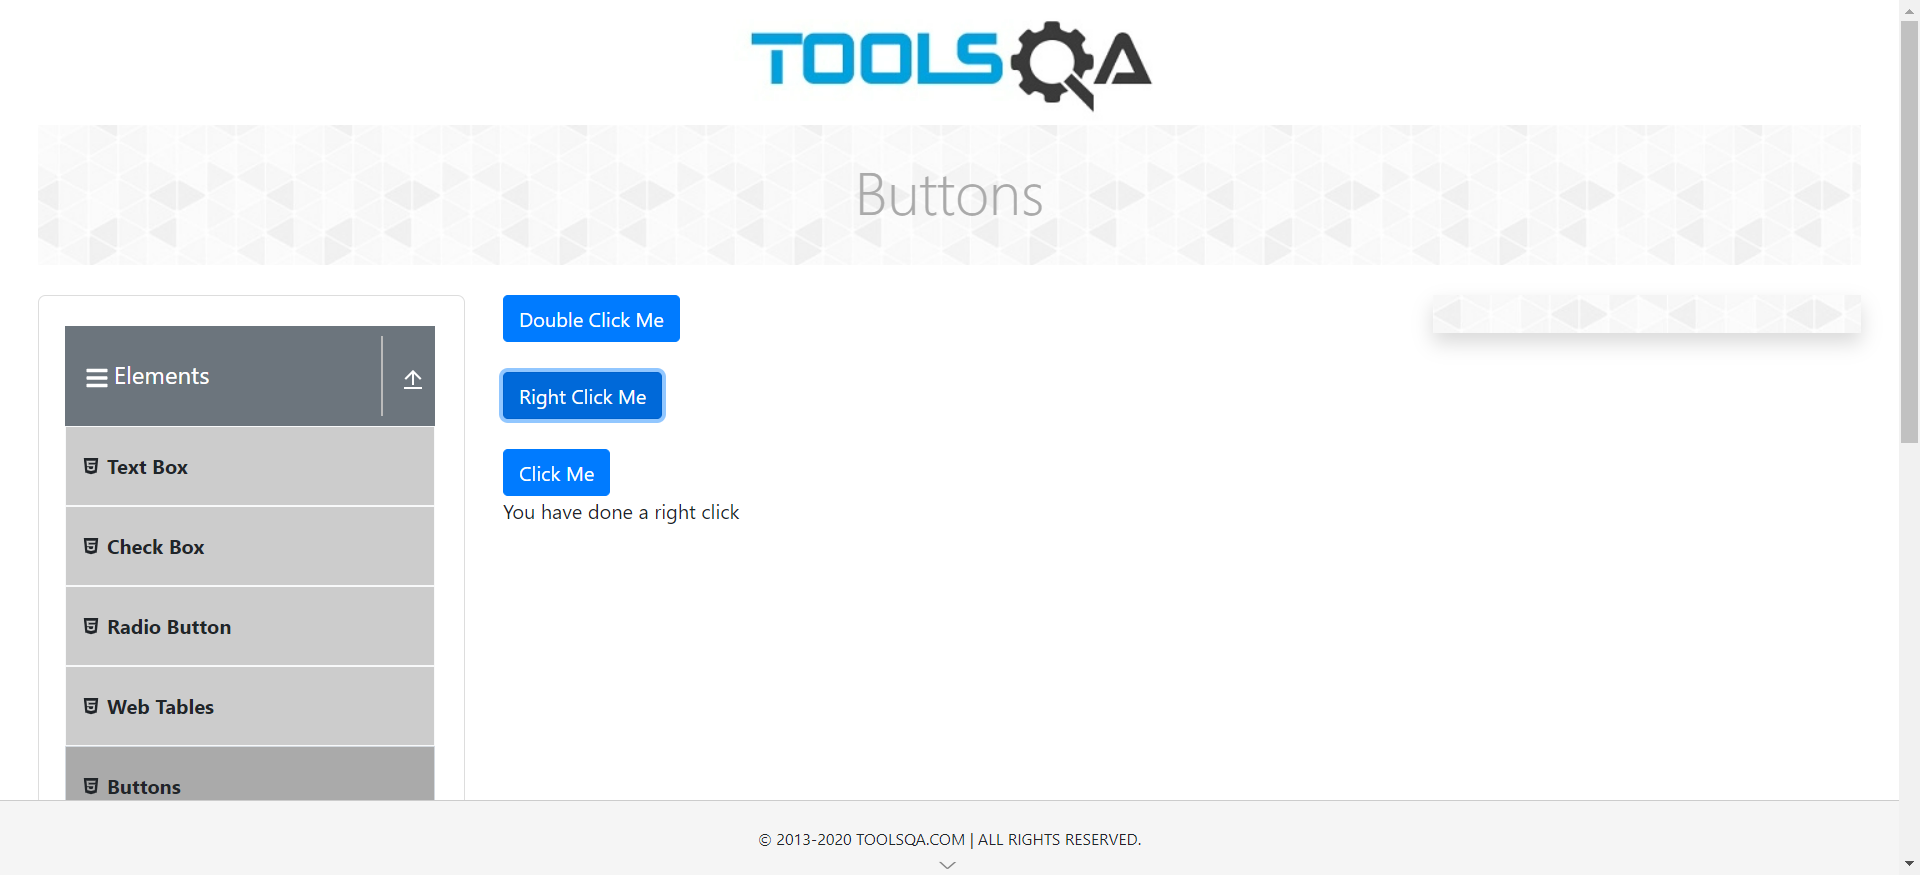 TOOLSQA
Buttons
Elements
Text Box
Check Box
Radio Button
Web Tables
Buttons
Double Click Me
Right Click Me
Click Me
You have done a right click
© 2013-2020 TOOLSQA.COM | ALL RIGHTS RESERVED.